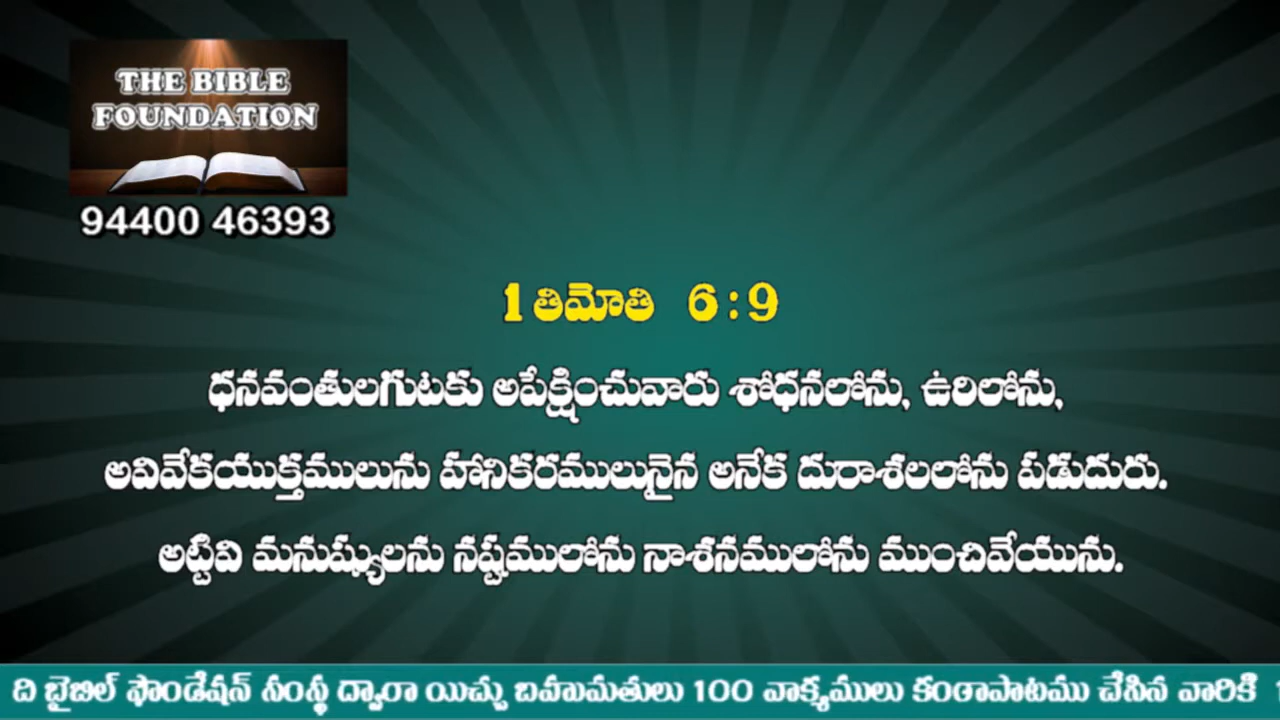 THE BIBLE
FOUNDATION
94400 46393
1 తిమోతి 6:9
ధనవంతులగుటకు అపేక్షించువారు శోధనలోను, ఉరిలోను,
అవివేకయుక్తములును హానికరములునైన అనేక దురాశలలోను పడుదురు.
అట్టివి మనుష్యులను నష్టములోను నాశనములోను ముంచివేయును.
ది బైబిల్ ఫౌండేషన్ సంస్థ ద్వారా యిచ్చు బహుమతులు 100 వాక్యములు కంఠాపాటము చేసిన వారికి